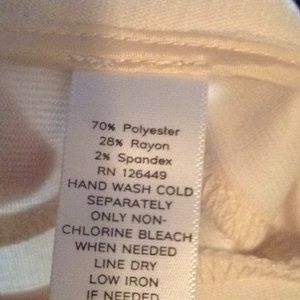 70% Polyester
28% Rayon
2% Spandex
RN 126449
HAND WASH COLD
SEPARATELY
ONLY NON-
CHLORINE BLEACH
WHEN NEEDED
LINE DRY
LOW IRON
IF NEEDED